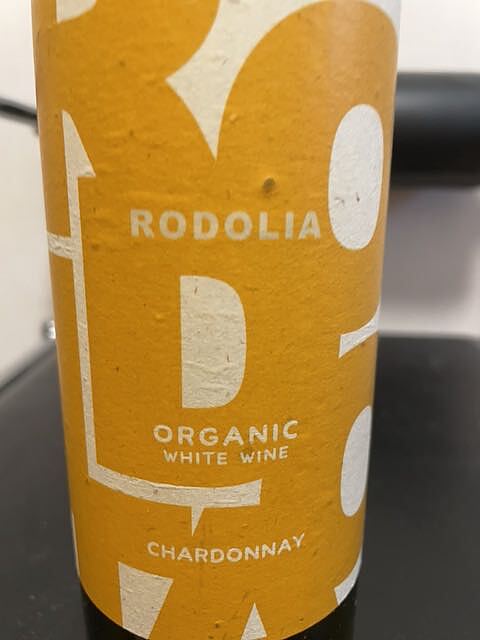 RODOLIA
D
ORGANIC
WHITE WINE
CHARDONNAY